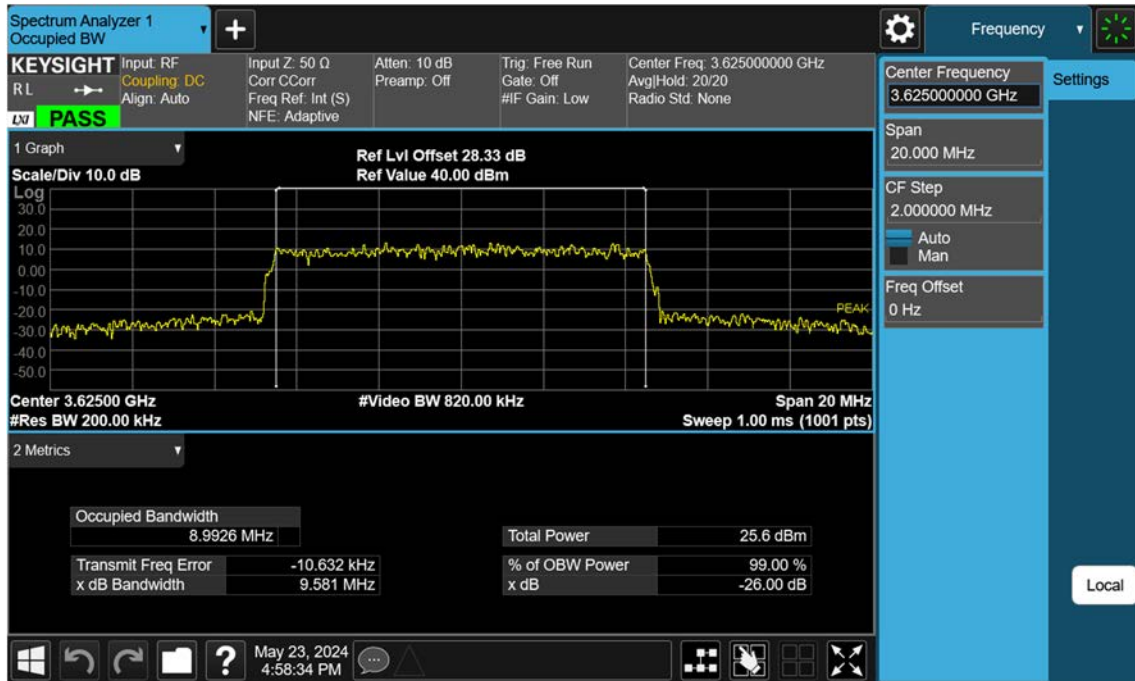 Spectrum Analyzer 1
Occupied BW
Frequency
KEYSIGHT
R L
LXI PASS
Input: RF
Coupling: DC
Align: Auto
Input Z: 50 Ω
Corr CCorr
Freq Ref: Int (S)
NFE: Adaptive
Atten: 10 dB
Preamp: Off
Trig: Free Run
Gate: Off
#IF Gain: Low
Center Freq: 3.625000000 GHz
Avg|Hold: 20/20
Radio Std: None
Center Frequency
3.625000000 GHz
Settings
Span
20.000 MHz
CF Step
2.000000 MHz
Auto
Man
Freq Offset
0 Hz
Local
1 Graph
Ref Lvl Offset 28.33 dB
Scale/Div 10.0 dB
Ref Value 40.00 dBm
Log
30.0
20.0
10.0
0.00
-10.0
-20.0
-30.0
-40.0
-50.0
PEAK
Center 3.62500 GHz
#Video BW 820.00 kHz
Span 20 MHz
#Res BW 200.00 kHz
Sweep 1.00 ms (1001 pts)
2 Metrics
Occupied Bandwidth
8.9926 MHz
Total Power 25.6 dBm
Transmit Freq Error -10.632 kHz
% of OBW Power 99.00 %
x dB Bandwidth 9.581 MHz
x dB -26.00 dB
?
May 23, 2024
4:58:34 PM